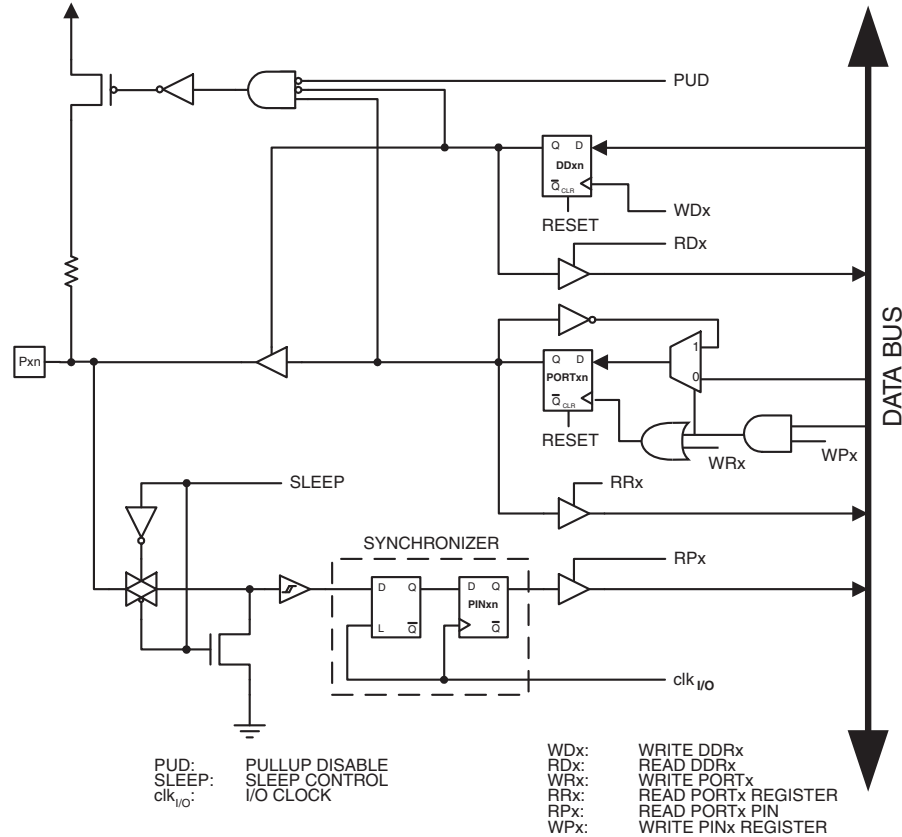 PUD
Q D
DDxn
Q CLR
WDx
RESET
RDx
Pxn
1
Q D
PORTxn
0
Q CLR
RESET
WRx
WPx
DATA BUS
SLEEP
RRx
SYNCHRONIZER
RPx
D Q
D Q
PINxn
L Q
Q
clk I/O
PUD: PULLUP DISABLE
SLEEP: SLEEP CONTROL
clk I/O: I/O CLOCK
WDx: WRITE DDRx
RDx: READ DDRx
WRx: WRITE PORTx
RRx: READ PORTx REGISTER
RPx: READ PORTx PIN
WPx: WRITE PINx REGISTER